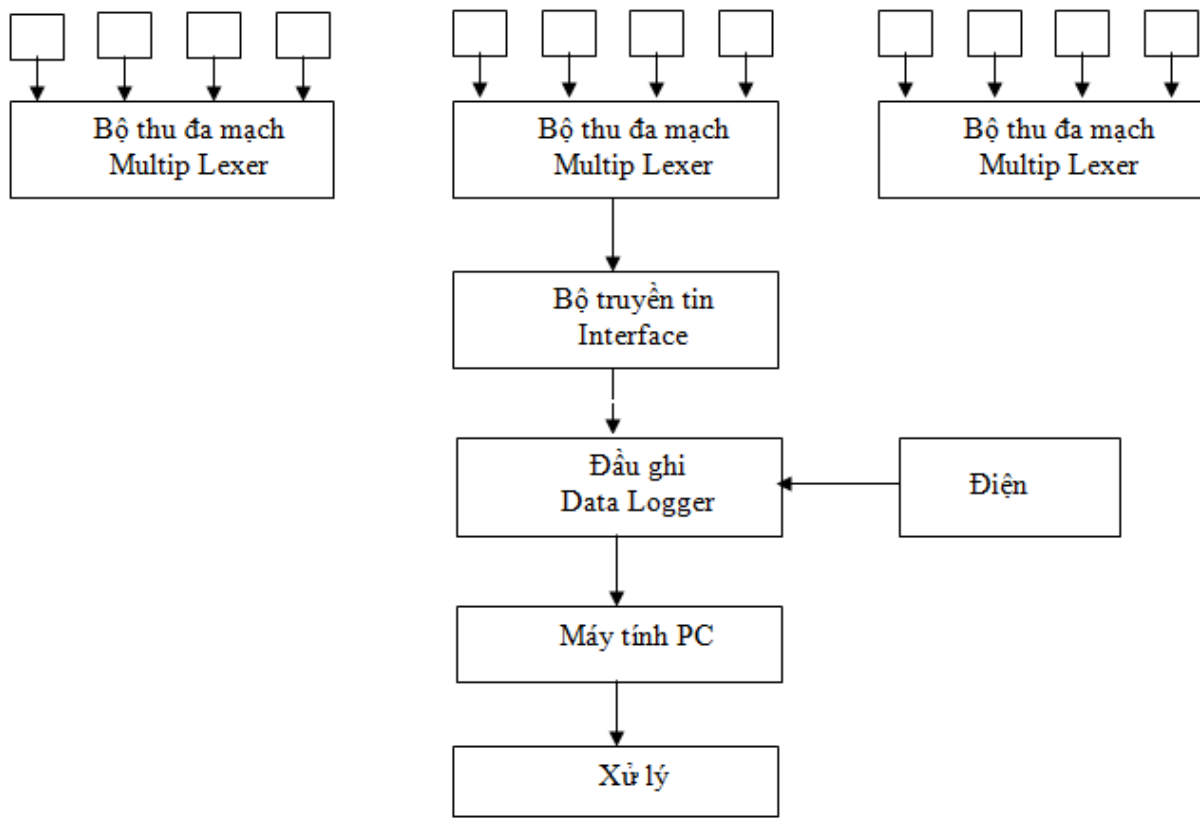 Bộ thu đa mạch
Multip Lexer
Bộ thu đa mạch
Multip Lexer
Bộ thu đa mạch
Multip Lexer
Bộ truyền tin
Interface
Đầu ghi
Data Logger
Điện
Máy tính PC
Xử lý